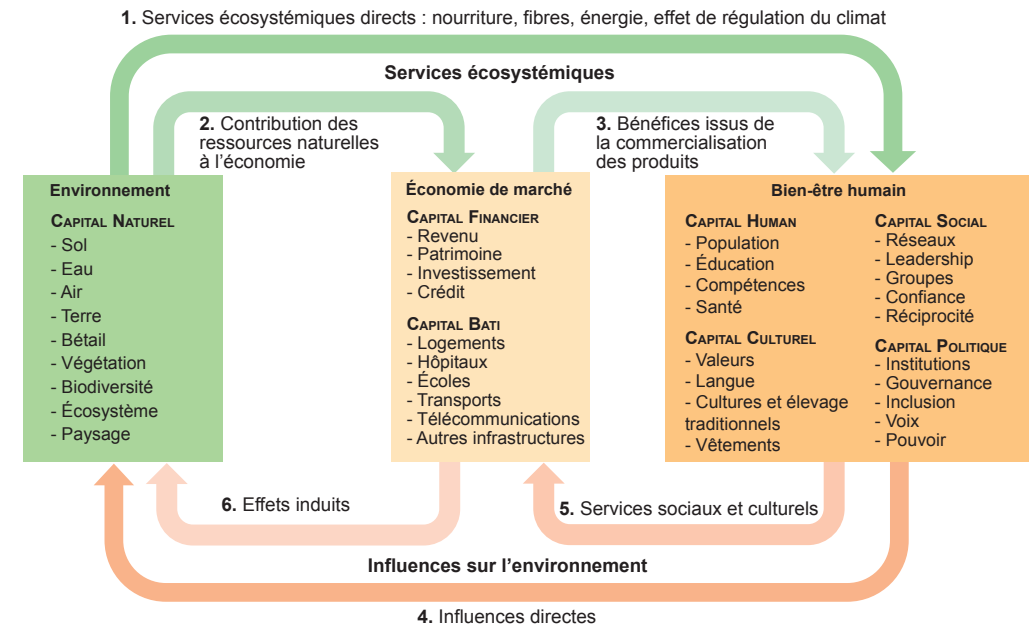 1. Services écosystémiques directs : nourriture, fibres, énergie, effet de régulation du climat
Services écosystémiques
2. Contribution des
ressources naturelles
à l'économie
3. Bénéfices issus de
la commercialisation
des produits
Environnement
CAPITAL NATUREL
- Sol
- Eau
- Air
- Terre
- Bétail
- Végétation
- Biodiversité
- Écosystème
- Paysage
Économie de marché
CAPITAL FINANCIER
- Revenu
- Patrimoine
- Investissement
- Crédit
CAPITAL BATI
- Logements
- Hôpitaux
- Écoles
- Transports
- Télécommunications
- Autres infrastructures
Bien-être humain
CAPITAL HUMAN
- Population
- Éducation
- Compétences
- Santé
CAPITAL CULTUREL
- Valeurs
- Langue
- Cultures et élevage
traditionnels
- Vêtements
CAPITAL SOCIAL
- Réseaux
- Leadership
- Groupes
- Confiance
- Réciprocité
CAPITAL POLITIQUE
- Institutions
- Gouvernance
- Inclusion
- Voix
- Pouvoir
6. Effets induits
5. Services sociaux et culturels
Influences sur l'environnement
4. Influences directes